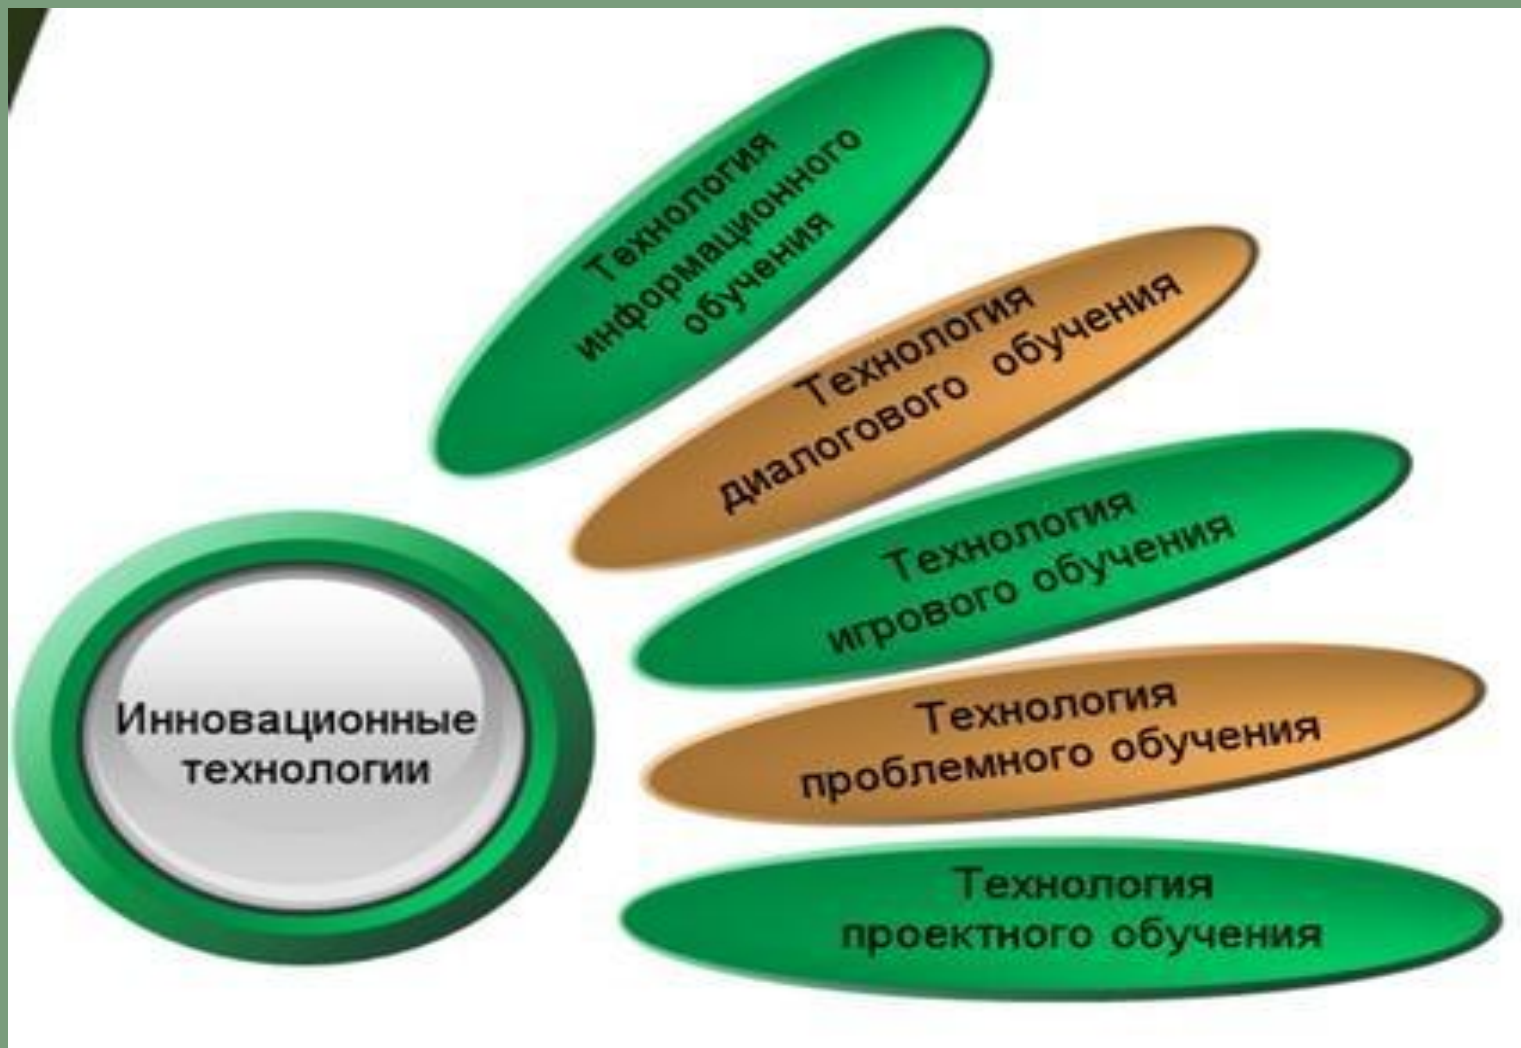 Технология
информационного
обучения
Технология
диалогового обучения
Технология
игрового обучения
Технология
проблемного обучения
Технология
проектного обучения
Инновационные
технологии